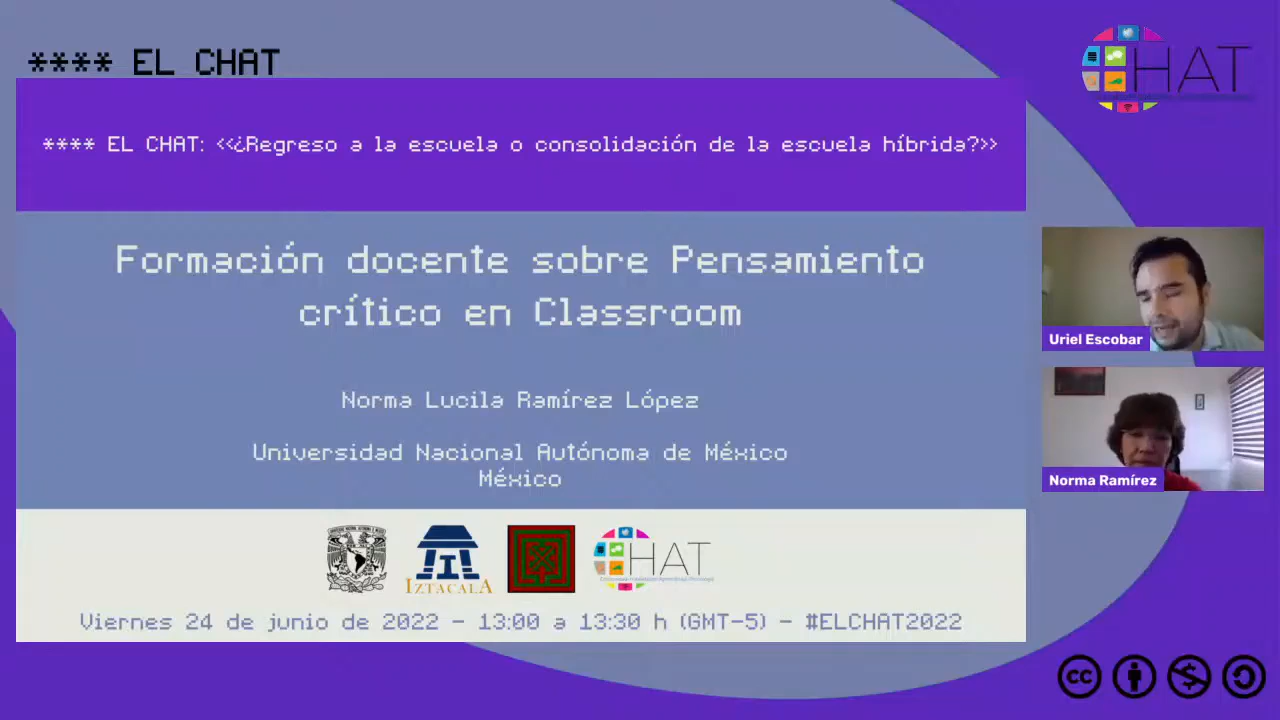 **** EL CHAT
HAT
**** EL CHAT: <<¿Regreso a la escuela o consolidación de la escuela híbrida?>>
Formación docente sobre Pensamiento
crítico en Classroom
Uriel Escobar
Norma Lucila Ramírez López
Universidad Nacional Autónoma de México
México
Norma Ramírez
IZTACALA
HAT
Viernes 24 de junio de 2022 - 13:00 a 13:30 h (GMT-5) - #ELCHAT2022
cc